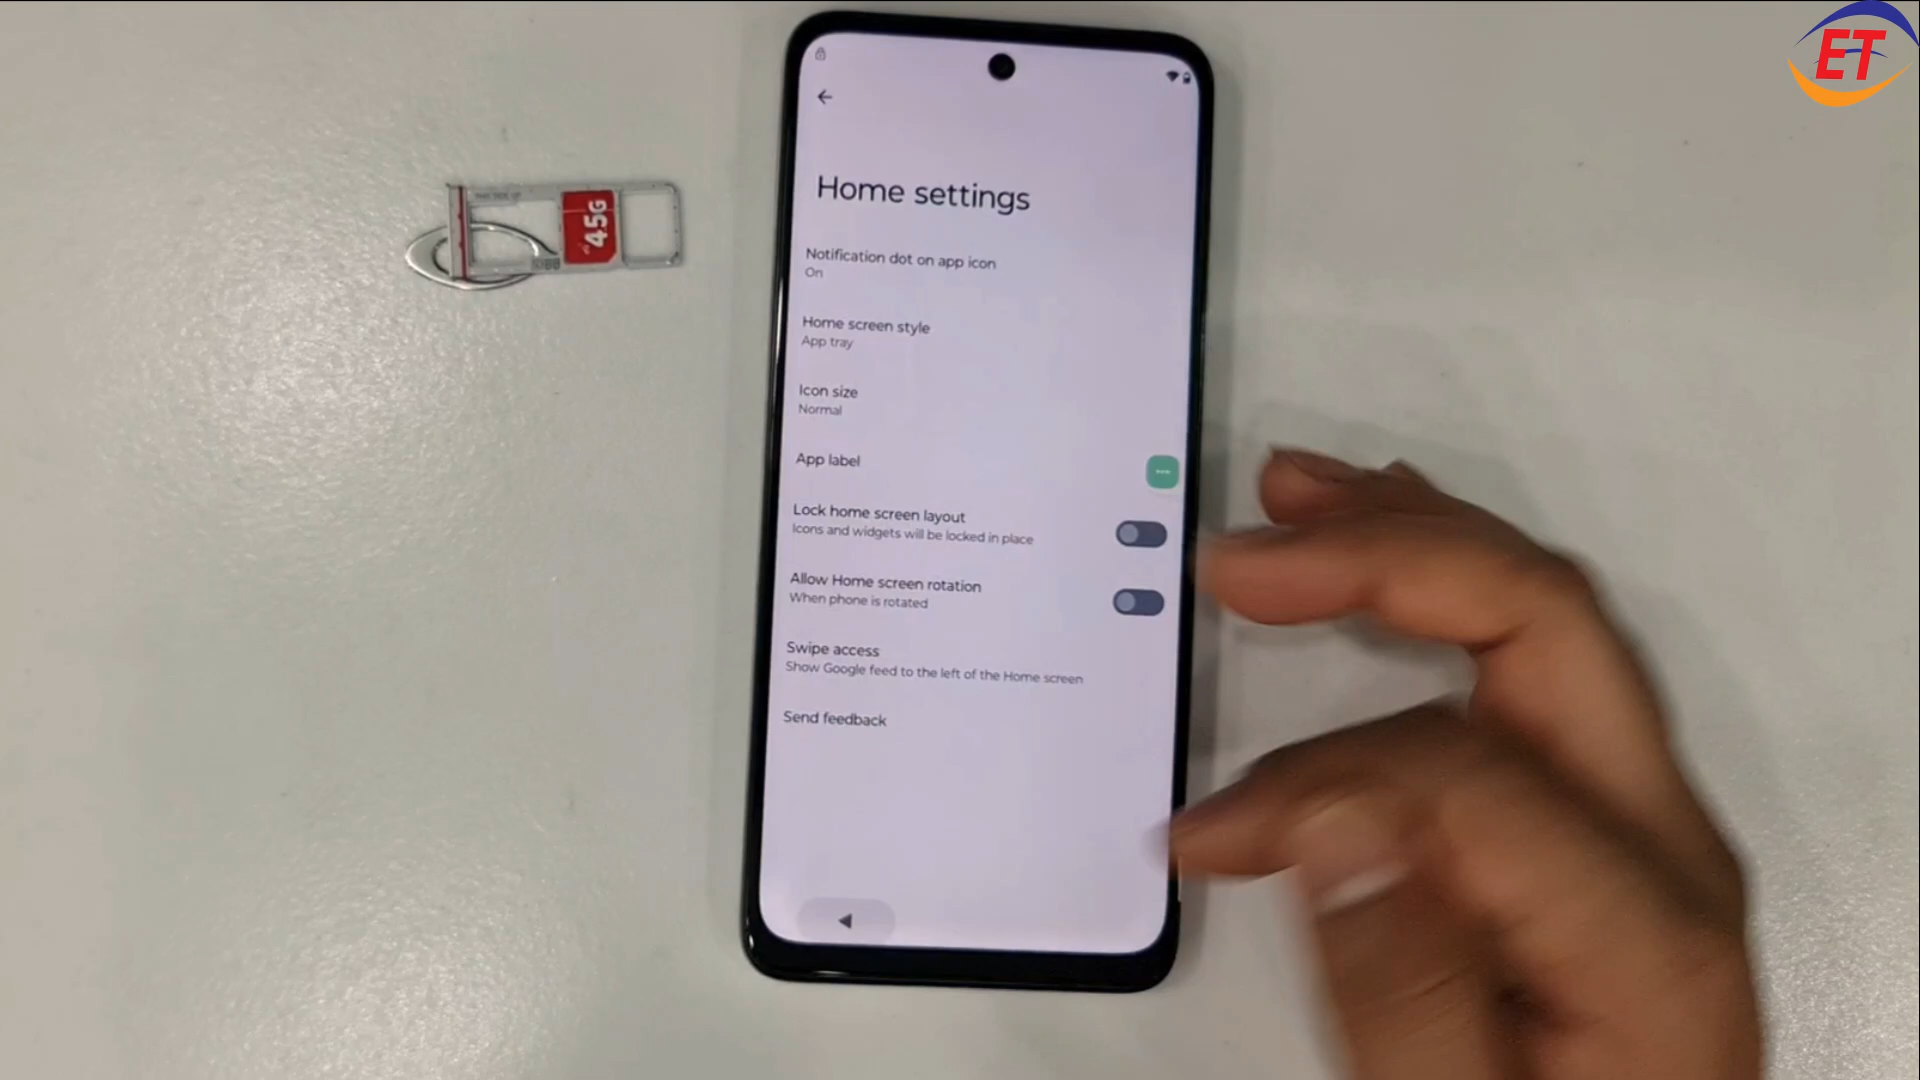 ET
4.5G
Home settings
Notification dot on app icon
On
Home screen style
App tray
Icon size
Normal
App label
Lock home screen layout
Icons and widgets will be locked in place
Allow Home screen rotation
When phone is rotated
Swipe access
Show Google feed to the left of the Home screen
Send feedback